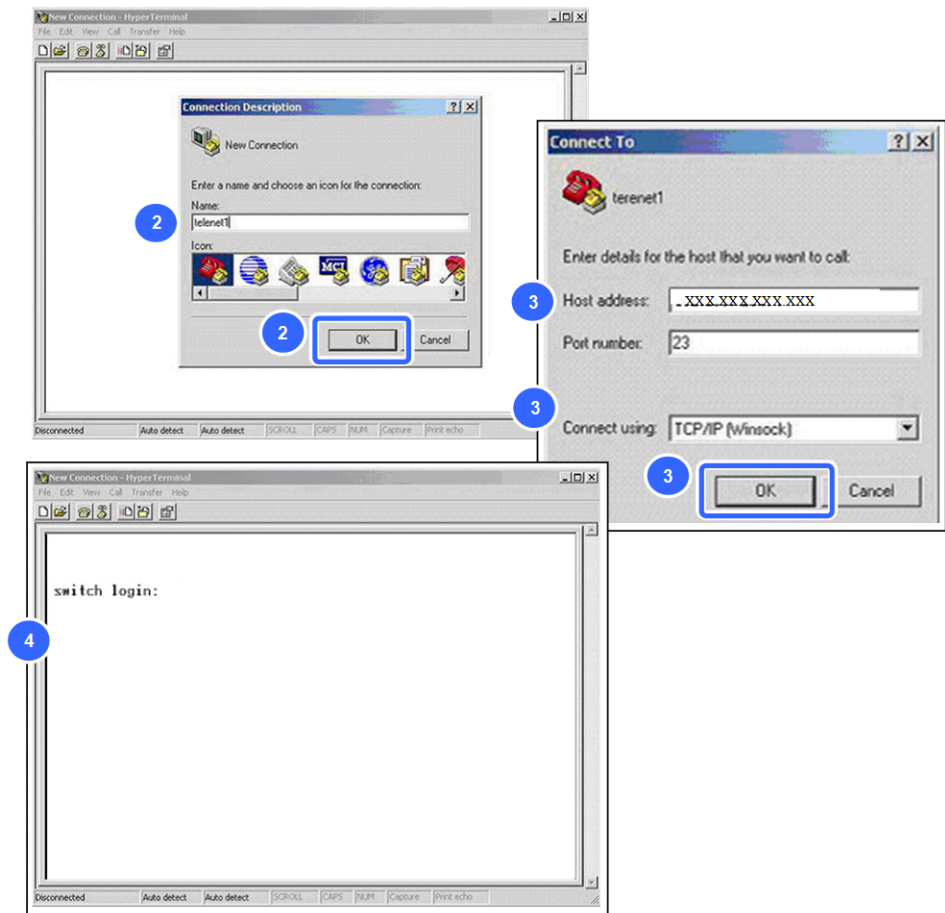 New Connection - HyperTerminal
File Edit View Call Transfer Help
Connection Description
New Connection
Enter a name and choose an icon for the connection:
Name:
2
telenet1
Icon:
MCI
2
OK Cancel
Disconnected Auto detect Auto detect SCROLL CAPS NUM Capture Print echo
Connect To
terenet1
Enter details for the host that you want to call:
3
Host address: XXX.XXX.XXX.XXX
Port number: 23
3
Connect using: TCP/IP (Winsock)
3
OK Cancel
New Connection - HyperTerminal
File Edit View Call Transfer Help
switch login:
4
Disconnected Auto detect Auto detect SCROLL CAPS NUM Capture Print echo